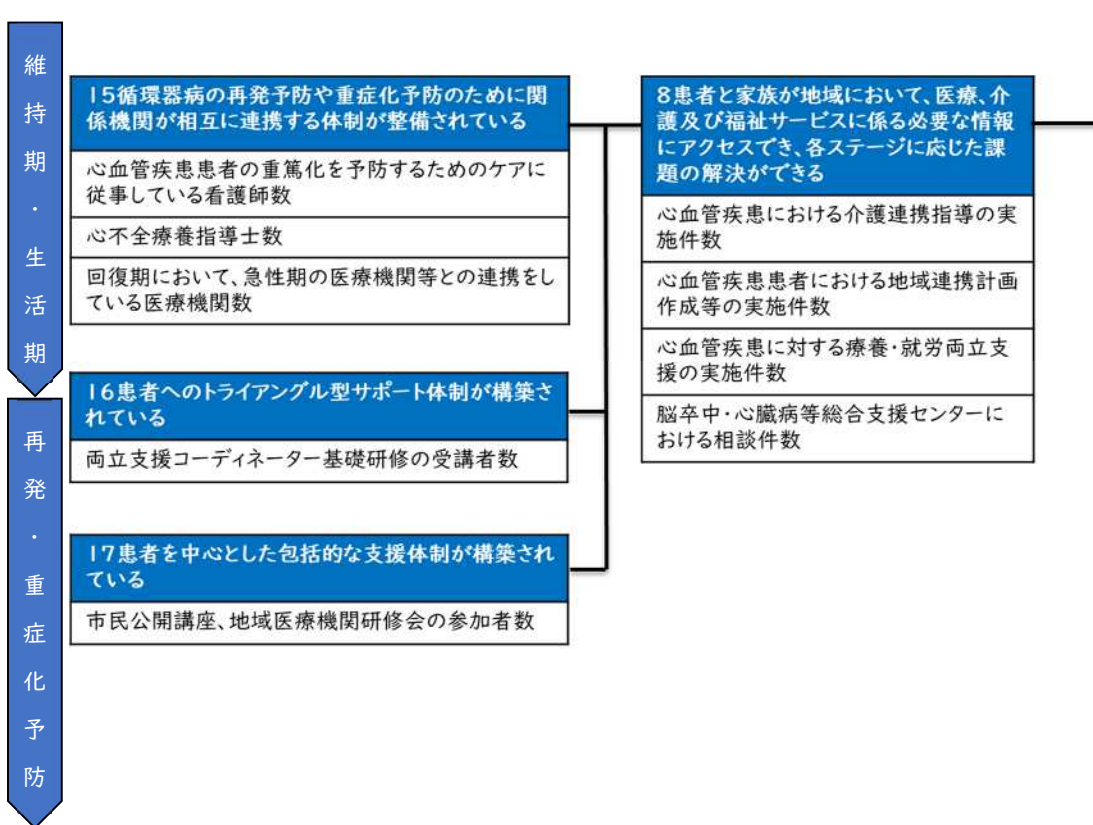 維持期・生活期
再発・重症化予防
15循環器病の再発予防や重症化予防のために関
係機関が相互に連携する体制が整備されている
心血管疾患患者の重篤化を予防するためのケアに
従事している看護師数
心不全療養指導士数
回復期において、急性期の医療機関等との連携をし
ている医療機関数
16患者へのトライアングル型サポート体制が構築さ
れている
両立支援コーディネーター基礎研修の受講者数
17患者を中心とした包括的な支援体制が構築され
ている
市民公開講座、地域医療機関研修会の参加者数
8患者と家族が地域において、医療、介
護及び福祉サービスに係る必要な情報
にアクセスでき、各ステージに応じた課
題の解決ができる
心血管疾患における介護連携指導の実
施件数
心血管疾患患者における地域連携計画
作成等の実施件数
心血管疾患に対する療養・就労両立支
援の実施件数
脳卒中・心臓病等総合支援センターに
おける相談件数